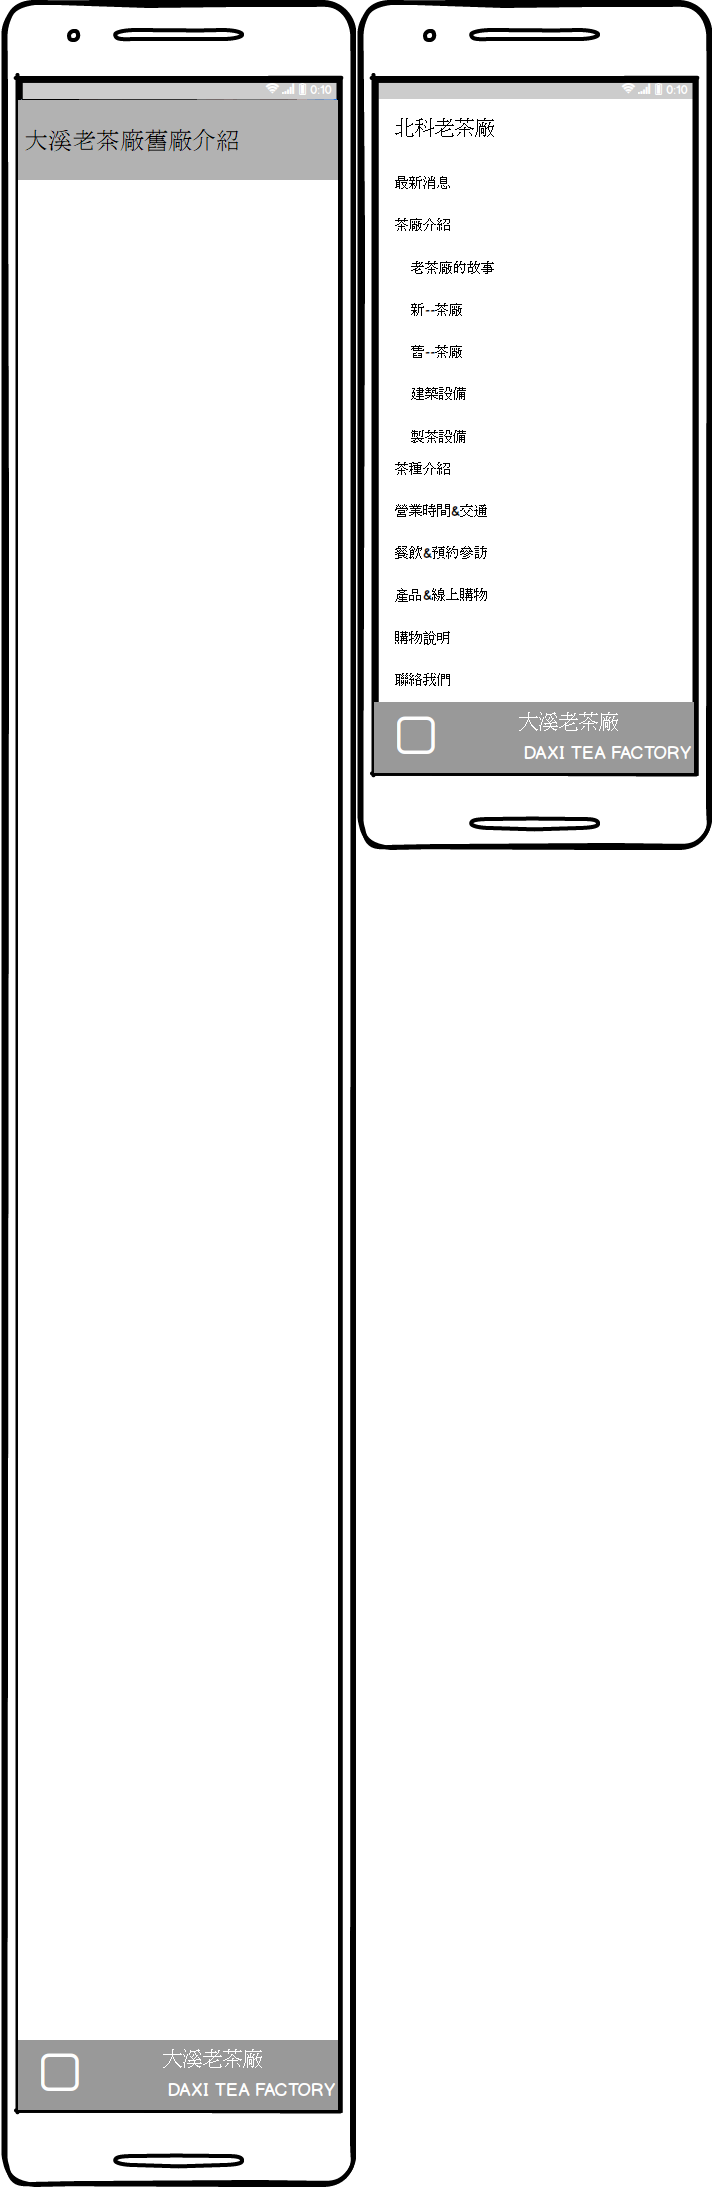 0:10
大溪老茶廠舊廠介紹
大溪老茶廠
DAXI TEA FACTORY
0:10
北科老茶廠
最新消息
茶廠介紹
老茶廠的故事
新--茶廠
舊--茶廠
建築設備
製茶設備
茶種介紹
營業時間&交通
餐飲&預約參訪
產品&線上購物
購物說明
聯絡我們
大溪老茶廠
DAXI TEA FACTORY